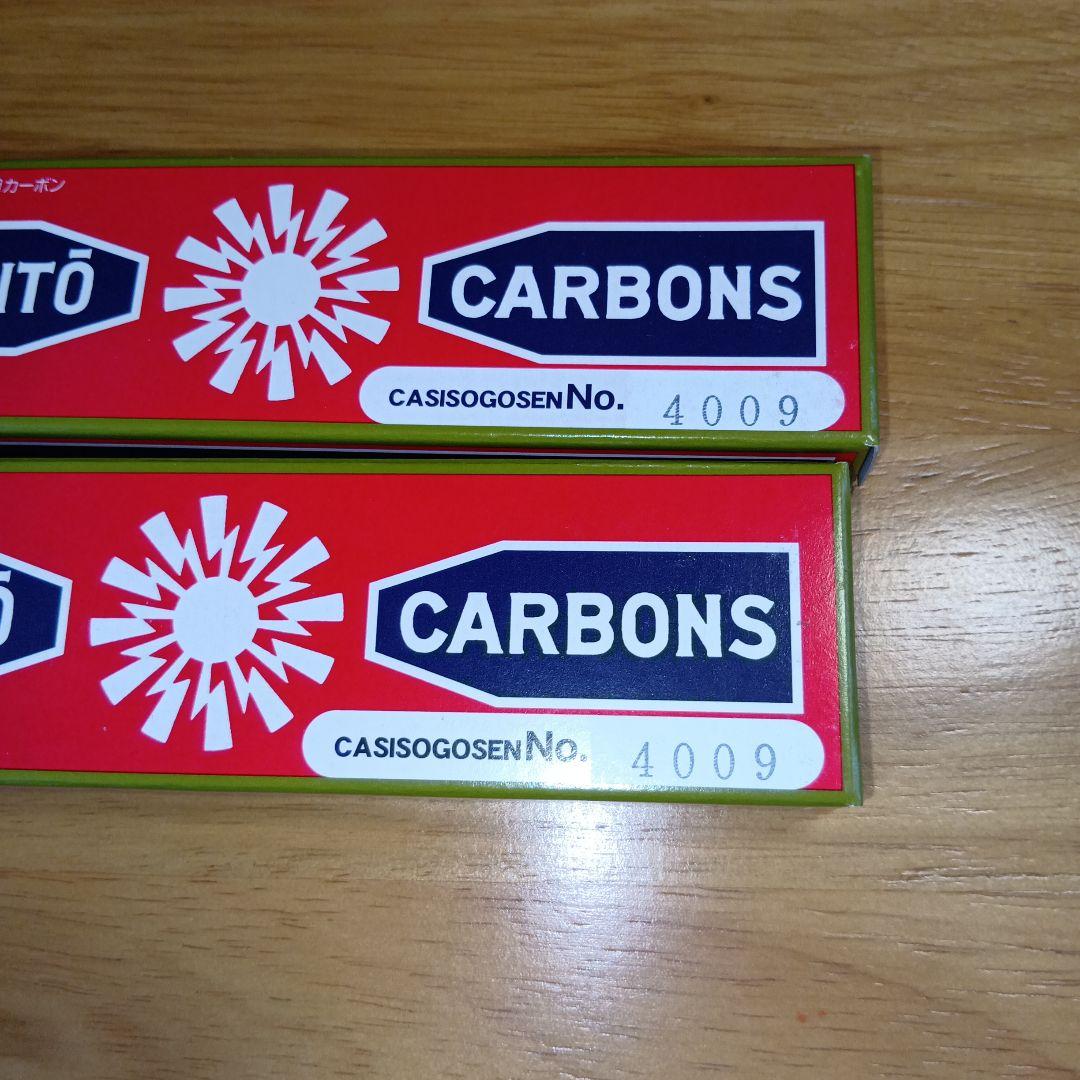 カーボン
ITŌ CARBONS
CASISOGOSEN No. 4009
Ō CARBONS
CASISOGOSEN No. 4009